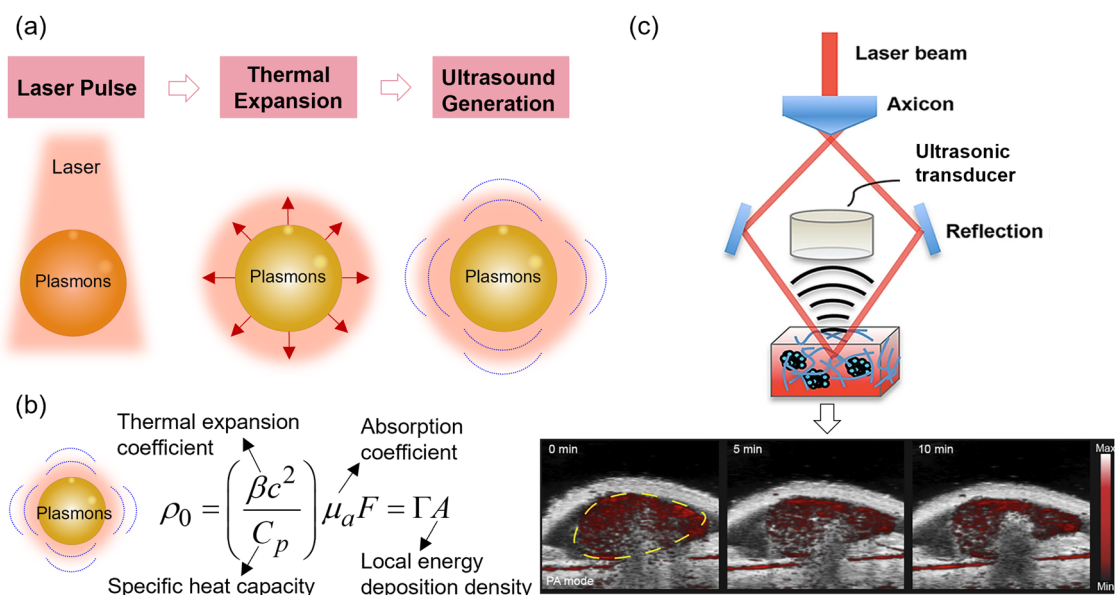 (a)
Laser Pulse
Thermal
Expansion
Ultrasound
Generation
Laser
Plasmons
Plasmons
Plasmons
(b)
Thermal expansion
coefficient
Absorption
coefficient
Plasmons
ρ₀ = (βc²/Cₚ) μₐF = ΓA
Specific heat capacity
Local energy
deposition density
(c)
Laser beam
Axicon
Ultrasonic
transducer
Reflection
0 min
5 min
10 min
Max
PA mode
Min